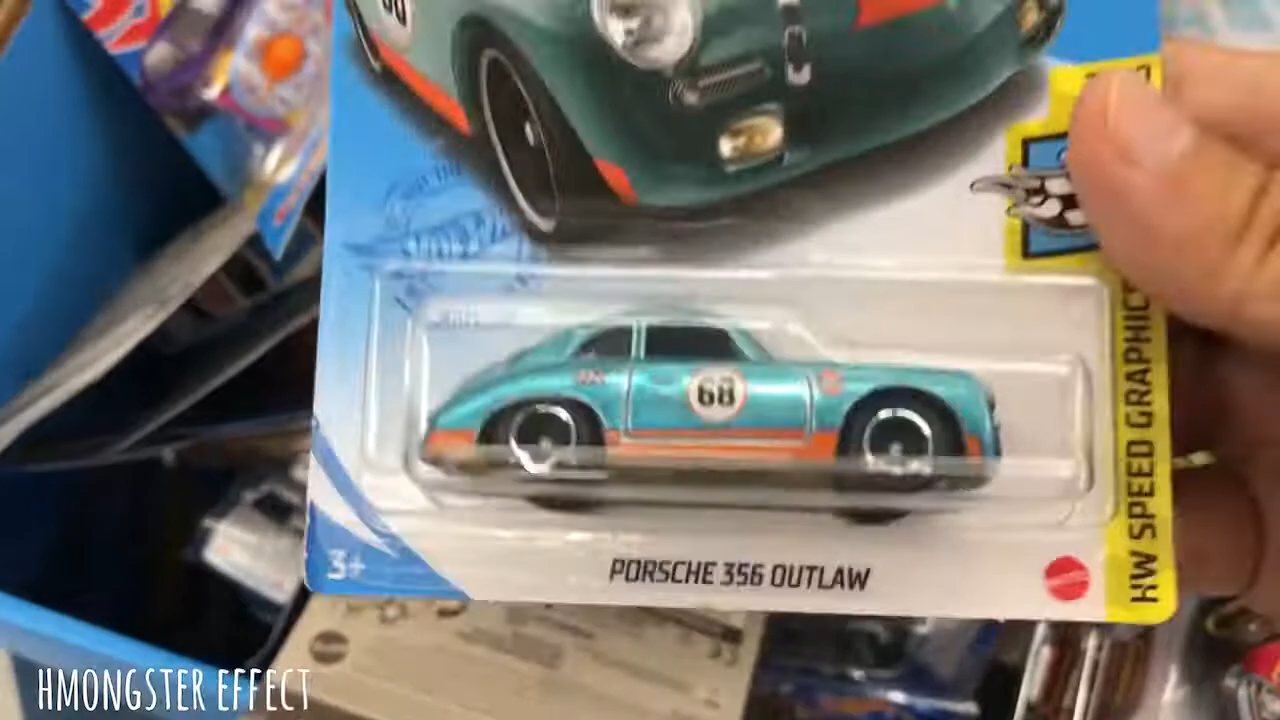 68
HW SPEED GRAPHICS
3+
PORSCHE 356 OUTLAW
HMONGSTER EFFECT